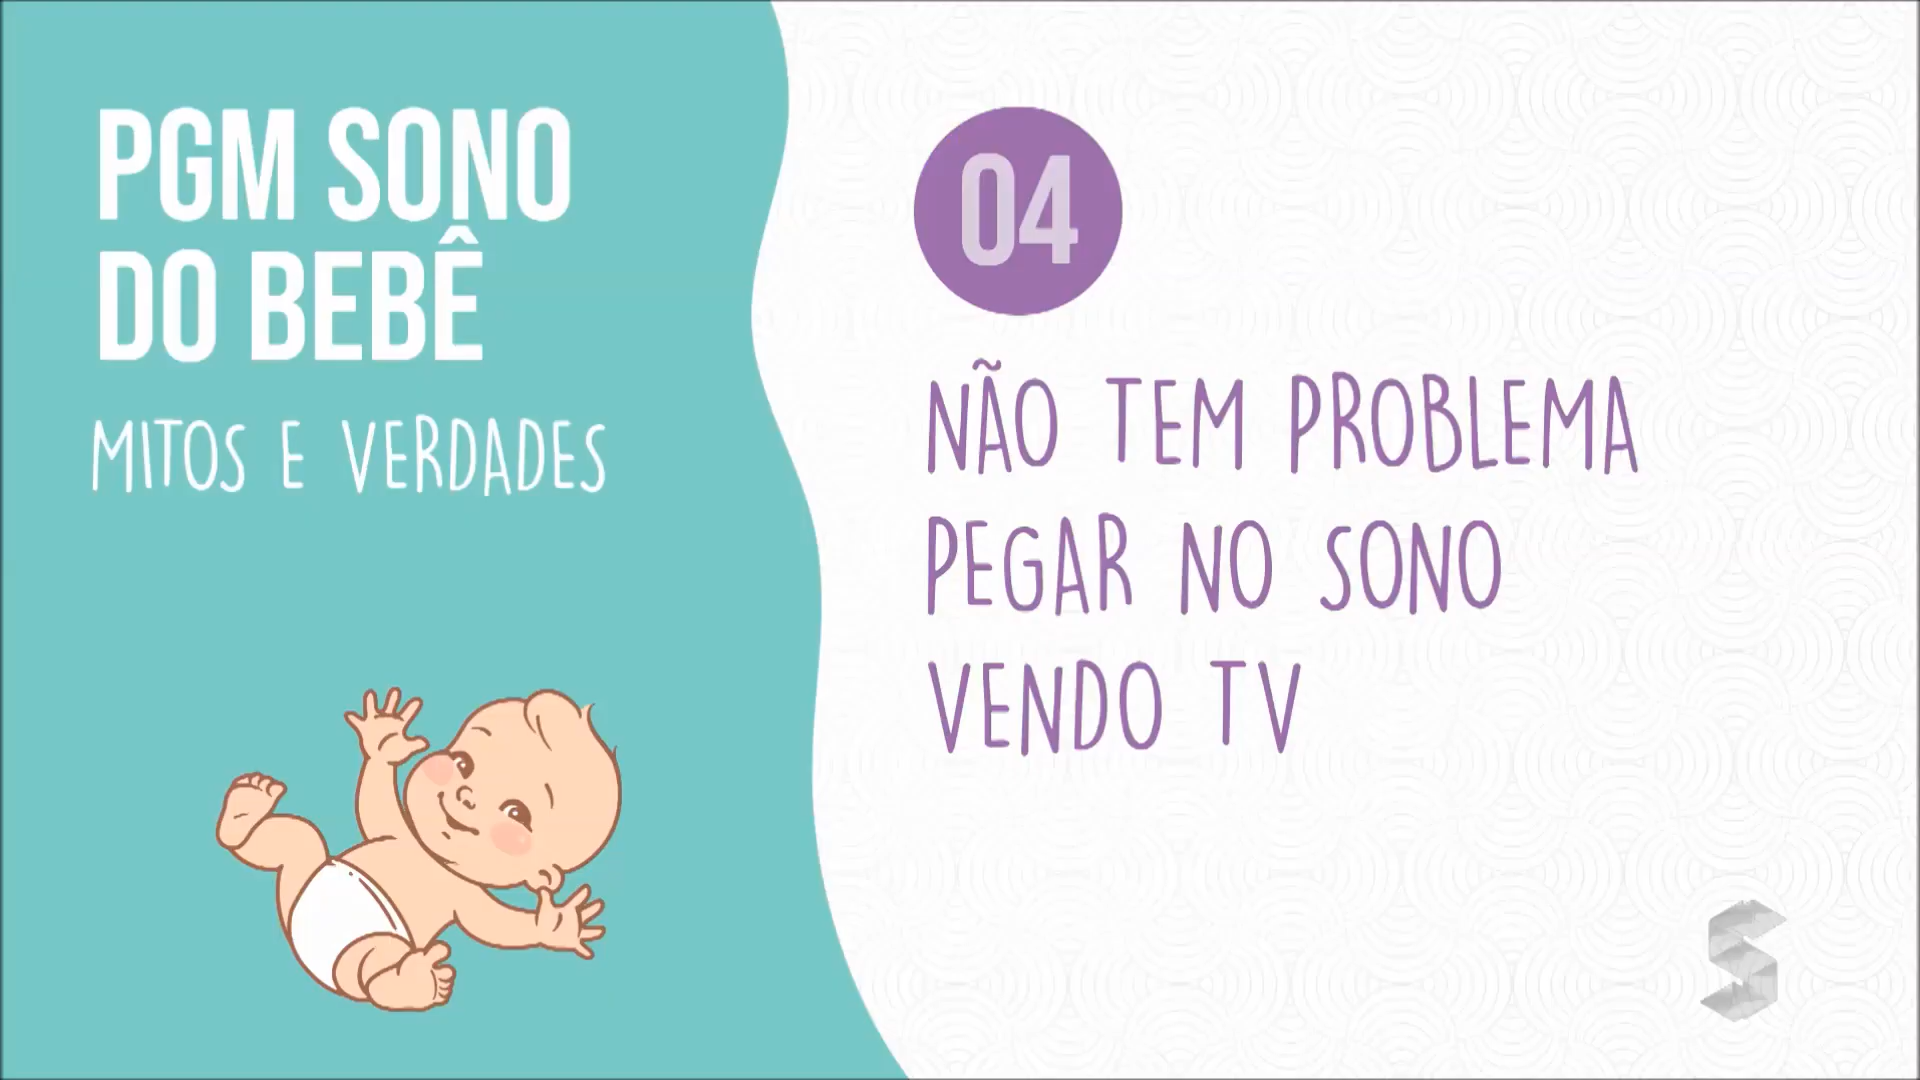 PGM SONO
DO BEBÊ
MITOS E VERDADES
04
NÃO TEM PROBLEMA
PEGAR NO SONO
VENDO TV